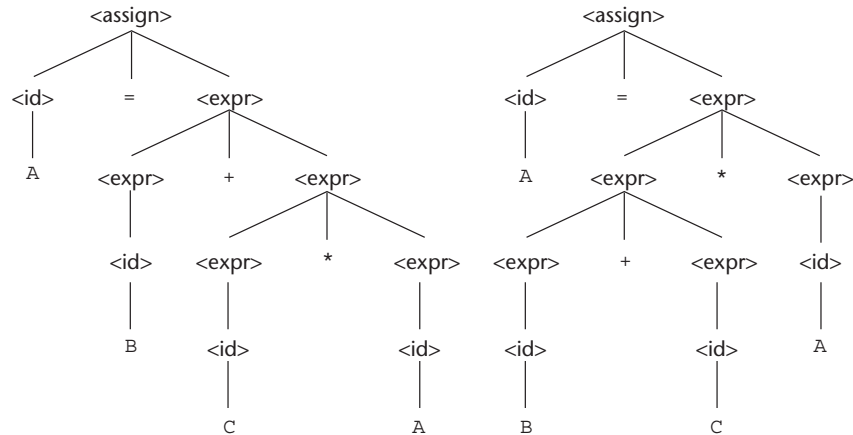 <assign> <assign>
<id> = <expr> <id> = <expr>
A <expr> + <expr> A <expr> * <expr>
<id> <expr> * <expr> <expr> + <expr> <id>
B <id> <id> <id> <id> A
C A B C